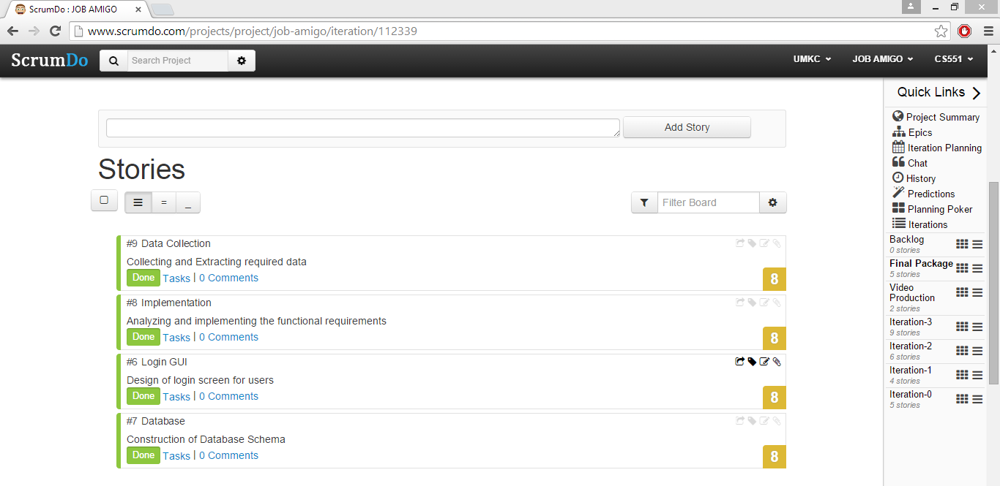 ScrumDo : JOB AMIGO
www.scrumdo.com/projects/project/job-amigo/iteration/112339
ScrumDo
Search Project
UMKC
JOB AMIGO
CS551
Add Story
Stories
Filter Board
#9 Data Collection
Collecting and Extracting required data
Done Tasks | 0 Comments
8
#8 Implementation
Analyzing and implementing the functional requirements
Done Tasks | 0 Comments
8
#6 Login GUI
Design of login screen for users
Done Tasks | 0 Comments
8
#7 Database
Construction of Database Schema
Done Tasks | 0 Comments
8
Quick Links
Project Summary
Epics
Iteration Planning
Chat
History
Predictions
Planning Poker
Iterations
Backlog
0 stories
Final Package
5 stories
Video
Production
2 stories
Iteration-3
9 stories
Iteration-2
6 stories
Iteration-1
4 stories
Iteration-0
5 stories